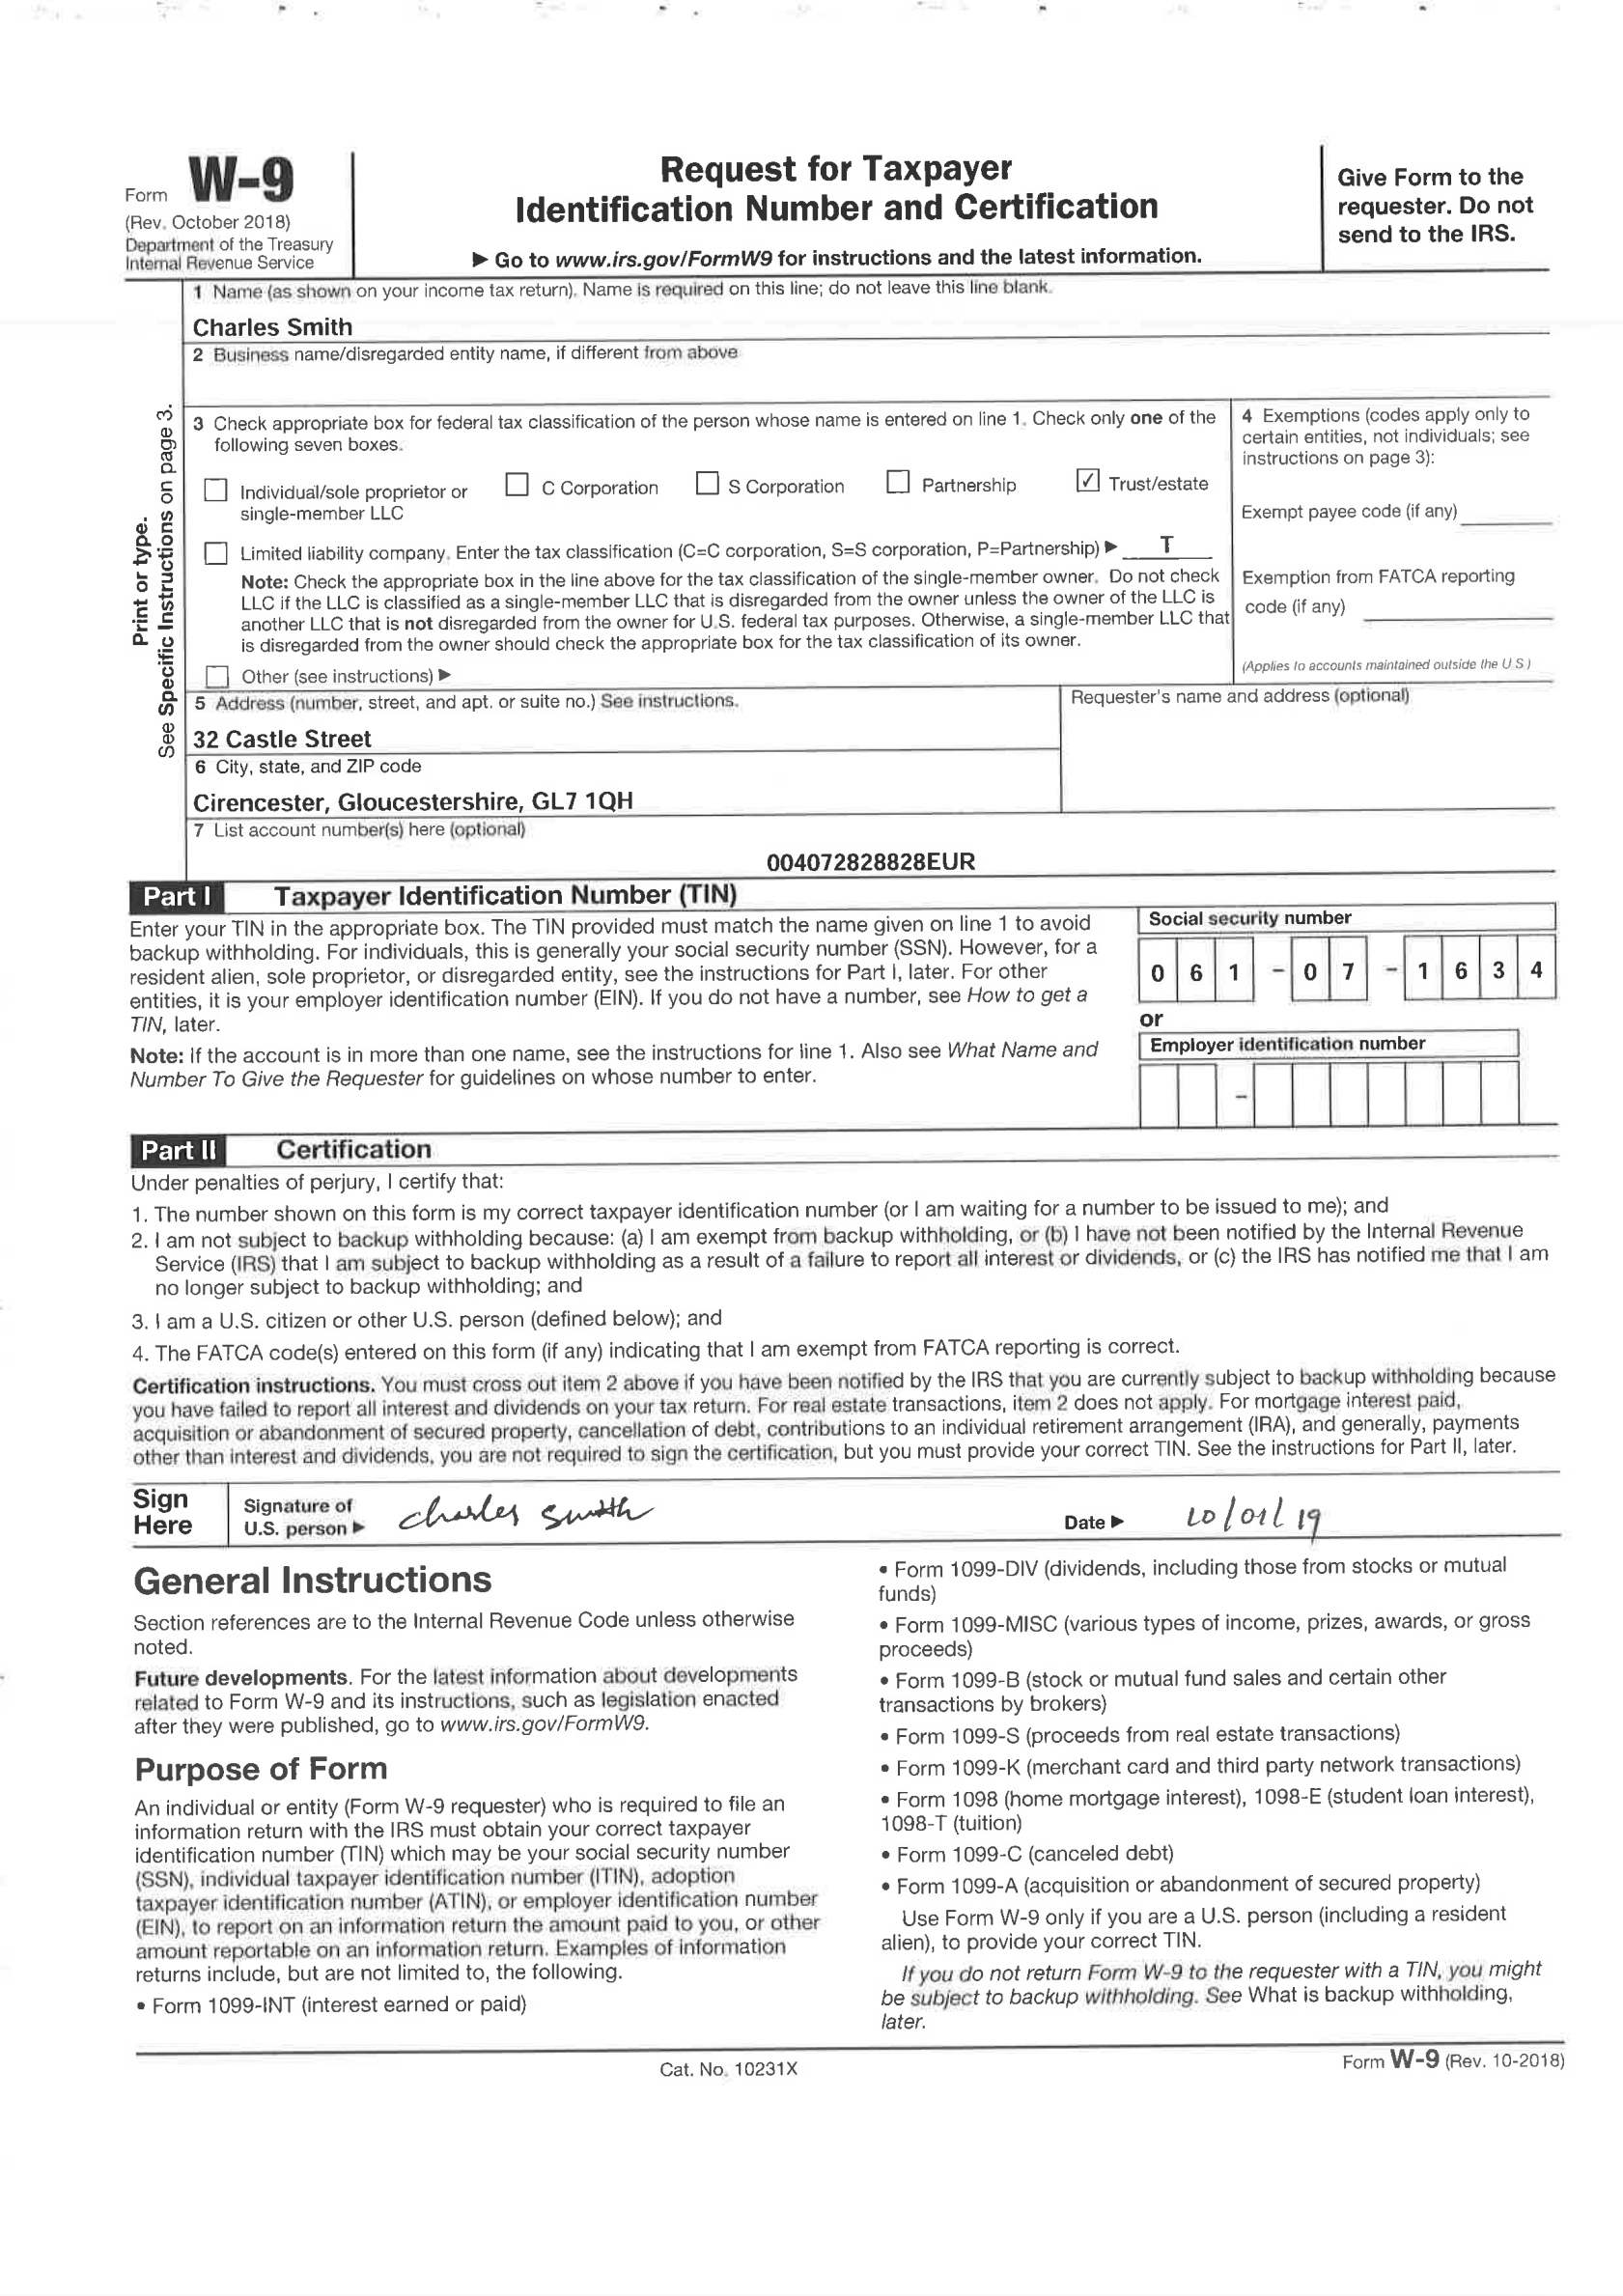 Form W-9
(Rev. October 2018)
Department of the Treasury
Internal Revenue Service
Request for Taxpayer
Identification Number and Certification
▶ Go to www.irs.gov/FormW9 for instructions and the latest information.
Give Form to the
requester. Do not
send to the IRS.
Print or type.
See Specific Instructions on page 3.
1 Name (as shown on your income tax return). Name is required on this line; do not leave this line blank.
Charles Smith
2 Business name/disregarded entity name, if different from above
3 Check appropriate box for federal tax classification of the person whose name is entered on line 1. Check only one of the
following seven boxes.
☐ Individual/sole proprietor or
single-member LLC
☐ C Corporation ☐ S Corporation ☐ Partnership ☑ Trust/estate
☐ Limited liability company. Enter the tax classification (C=C corporation, S=S corporation, P=Partnership) ▶ T
Note: Check the appropriate box in the line above for the tax classification of the single-member owner. Do not check
LLC if the LLC is classified as a single-member LLC that is disregarded from the owner unless the owner of the LLC is
another LLC that is not disregarded from the owner for U.S. federal tax purposes. Otherwise, a single-member LLC that
is disregarded from the owner should check the appropriate box for the tax classification of its owner.
☐ Other (see instructions) ▶
4 Exemptions (codes apply only to
certain entities, not individuals; see
instructions on page 3):
Exempt payee code (if any)
Exemption from FATCA reporting
code (if any)
(Applies to accounts maintained outside the U.S.)
5 Address (number, street, and apt. or suite no.) See instructions.
32 Castle Street
6 City, state, and ZIP code
Cirencester, Gloucestershire, GL7 1QH
Requester's name and address (optional)
7 List account number(s) here (optional)
004072828828EUR
Part I Taxpayer Identification Number (TIN)
Enter your TIN in the appropriate box. The TIN provided must match the name given on line 1 to avoid
backup withholding. For individuals, this is generally your social security number (SSN). However, for a
resident alien, sole proprietor, or disregarded entity, see the instructions for Part I, later. For other
entities, it is your employer identification number (EIN). If you do not have a number, see How to get a
TIN, later.
Note: If the account is in more than one name, see the instructions for line 1. Also see What Name and
Number To Give the Requester for guidelines on whose number to enter.
Social security number
0 6 1 - 0 7 - 1 6 3 4
or
Employer identification number
-
Part II Certification
Under penalties of perjury, I certify that:
1. The number shown on this form is my correct taxpayer identification number (or I am waiting for a number to be issued to me); and
2. I am not subject to backup withholding because: (a) I am exempt from backup withholding, or (b) I have not been notified by the Internal Revenue
Service (IRS) that I am subject to backup withholding as a result of a failure to report all interest or dividends, or (c) the IRS has notified me that I am
no longer subject to backup withholding; and
3. I am a U.S. citizen or other U.S. person (defined below); and
4. The FATCA code(s) entered on this form (if any) indicating that I am exempt from FATCA reporting is correct.
Certification instructions. You must cross out item 2 above if you have been notified by the IRS that you are currently subject to backup withholding because
you have failed to report all interest and dividends on your tax return. For real estate transactions, item 2 does not apply. For mortgage interest paid,
acquisition or abandonment of secured property, cancellation of debt, contributions to an individual retirement arrangement (IRA), and generally, payments
other than interest and dividends, you are not required to sign the certification, but you must provide your correct TIN. See the instructions for Part II, later.
Sign
Here
Signature of
U.S. person ▶ charles smith
Date ▶ 10/01/19
General Instructions
Section references are to the Internal Revenue Code unless otherwise
noted.
Future developments. For the latest information about developments
related to Form W-9 and its instructions, such as legislation enacted
after they were published, go to www.irs.gov/FormW9.
Purpose of Form
An individual or entity (Form W-9 requester) who is required to file an
information return with the IRS must obtain your correct taxpayer
identification number (TIN) which may be your social security number
(SSN), individual taxpayer identification number (ITIN), adoption
taxpayer identification number (ATIN), or employer identification number
(EIN), to report on an information return the amount paid to you, or other
amount reportable on an information return. Examples of information
returns include, but are not limited to, the following.
• Form 1099-INT (interest earned or paid)
• Form 1099-DIV (dividends, including those from stocks or mutual
funds)
• Form 1099-MISC (various types of income, prizes, awards, or gross
proceeds)
• Form 1099-B (stock or mutual fund sales and certain other
transactions by brokers)
• Form 1099-S (proceeds from real estate transactions)
• Form 1099-K (merchant card and third party network transactions)
• Form 1098 (home mortgage interest), 1098-E (student loan interest),
1098-T (tuition)
• Form 1099-C (canceled debt)
• Form 1099-A (acquisition or abandonment of secured property)
Use Form W-9 only if you are a U.S. person (including a resident
alien), to provide your correct TIN.
If you do not return Form W-9 to the requester with a TIN, you might
be subject to backup withholding. See What is backup withholding,
later.
Cat. No. 10231X
Form W-9 (Rev. 10-2018)